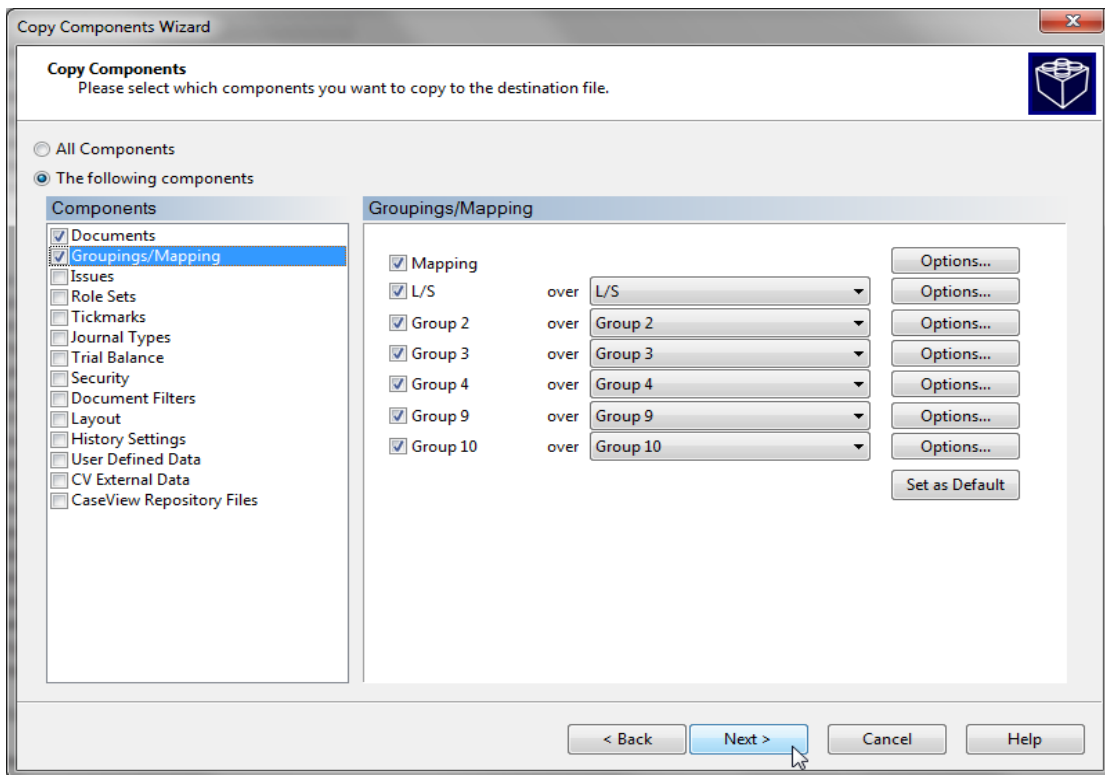 Copy Components Wizard
Copy Components
Please select which components you want to copy to the destination file.
All Components
The following components
Components
Documents
Groupings/Mapping
Issues
Role Sets
Tickmarks
Journal Types
Trial Balance
Security
Document Filters
Layout
History Settings
User Defined Data
CV External Data
CaseView Repository Files
Groupings/Mapping
Mapping Options...
L/S over L/S Options...
Group 2 over Group 2 Options...
Group 3 over Group 3 Options...
Group 4 over Group 4 Options...
Group 9 over Group 9 Options...
Group 10 over Group 10 Options...
Set as Default
< Back Next > Cancel Help